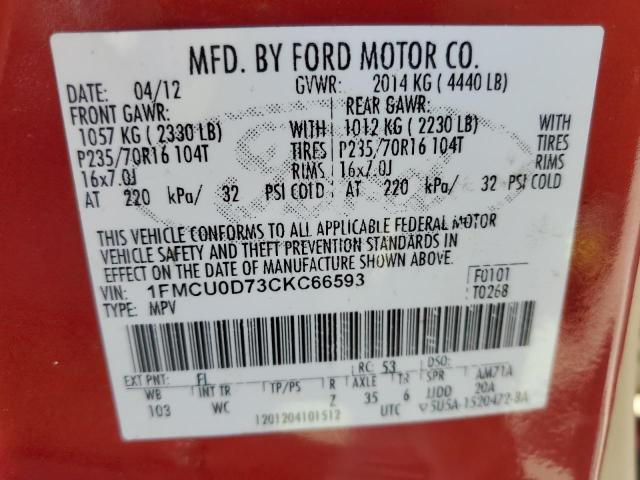 MFD. BY FORD MOTOR CO.
DATE: 04/12 GVWR: 2014 KG ( 4440 LB)
FRONT GAWR: REAR GAWR:
1057 KG ( 2330 LB) WITH 1012 KG ( 2230 LB) WITH
P235/70R16 104T TIRES P235/70R16 104T TIRES
16x7.0J RIMS 16x7.0J RIMS
AT 220 kPa/ 32 PSI COLD AT 220 kPa/ 32 PSI COLD
THIS VEHICLE CONFORMS TO ALL APPLICABLE FEDERAL MOTOR
VEHICLE SAFETY AND THEFT PREVENTION STANDARDS IN
EFFECT ON THE DATE OF MANUFACTURE SHOWN ABOVE.
VIN: 1FMCU0D73CKC66593 F0101
TYPE: MPV T0268
EXT PNT: FL RC: 53 DSO:
WB INT TR TP/PS R AXLE TR SPR AM71A
103 WC Z 35 6 JJDD 20A
1201204101512 UTC 5U5A-1520472-BA